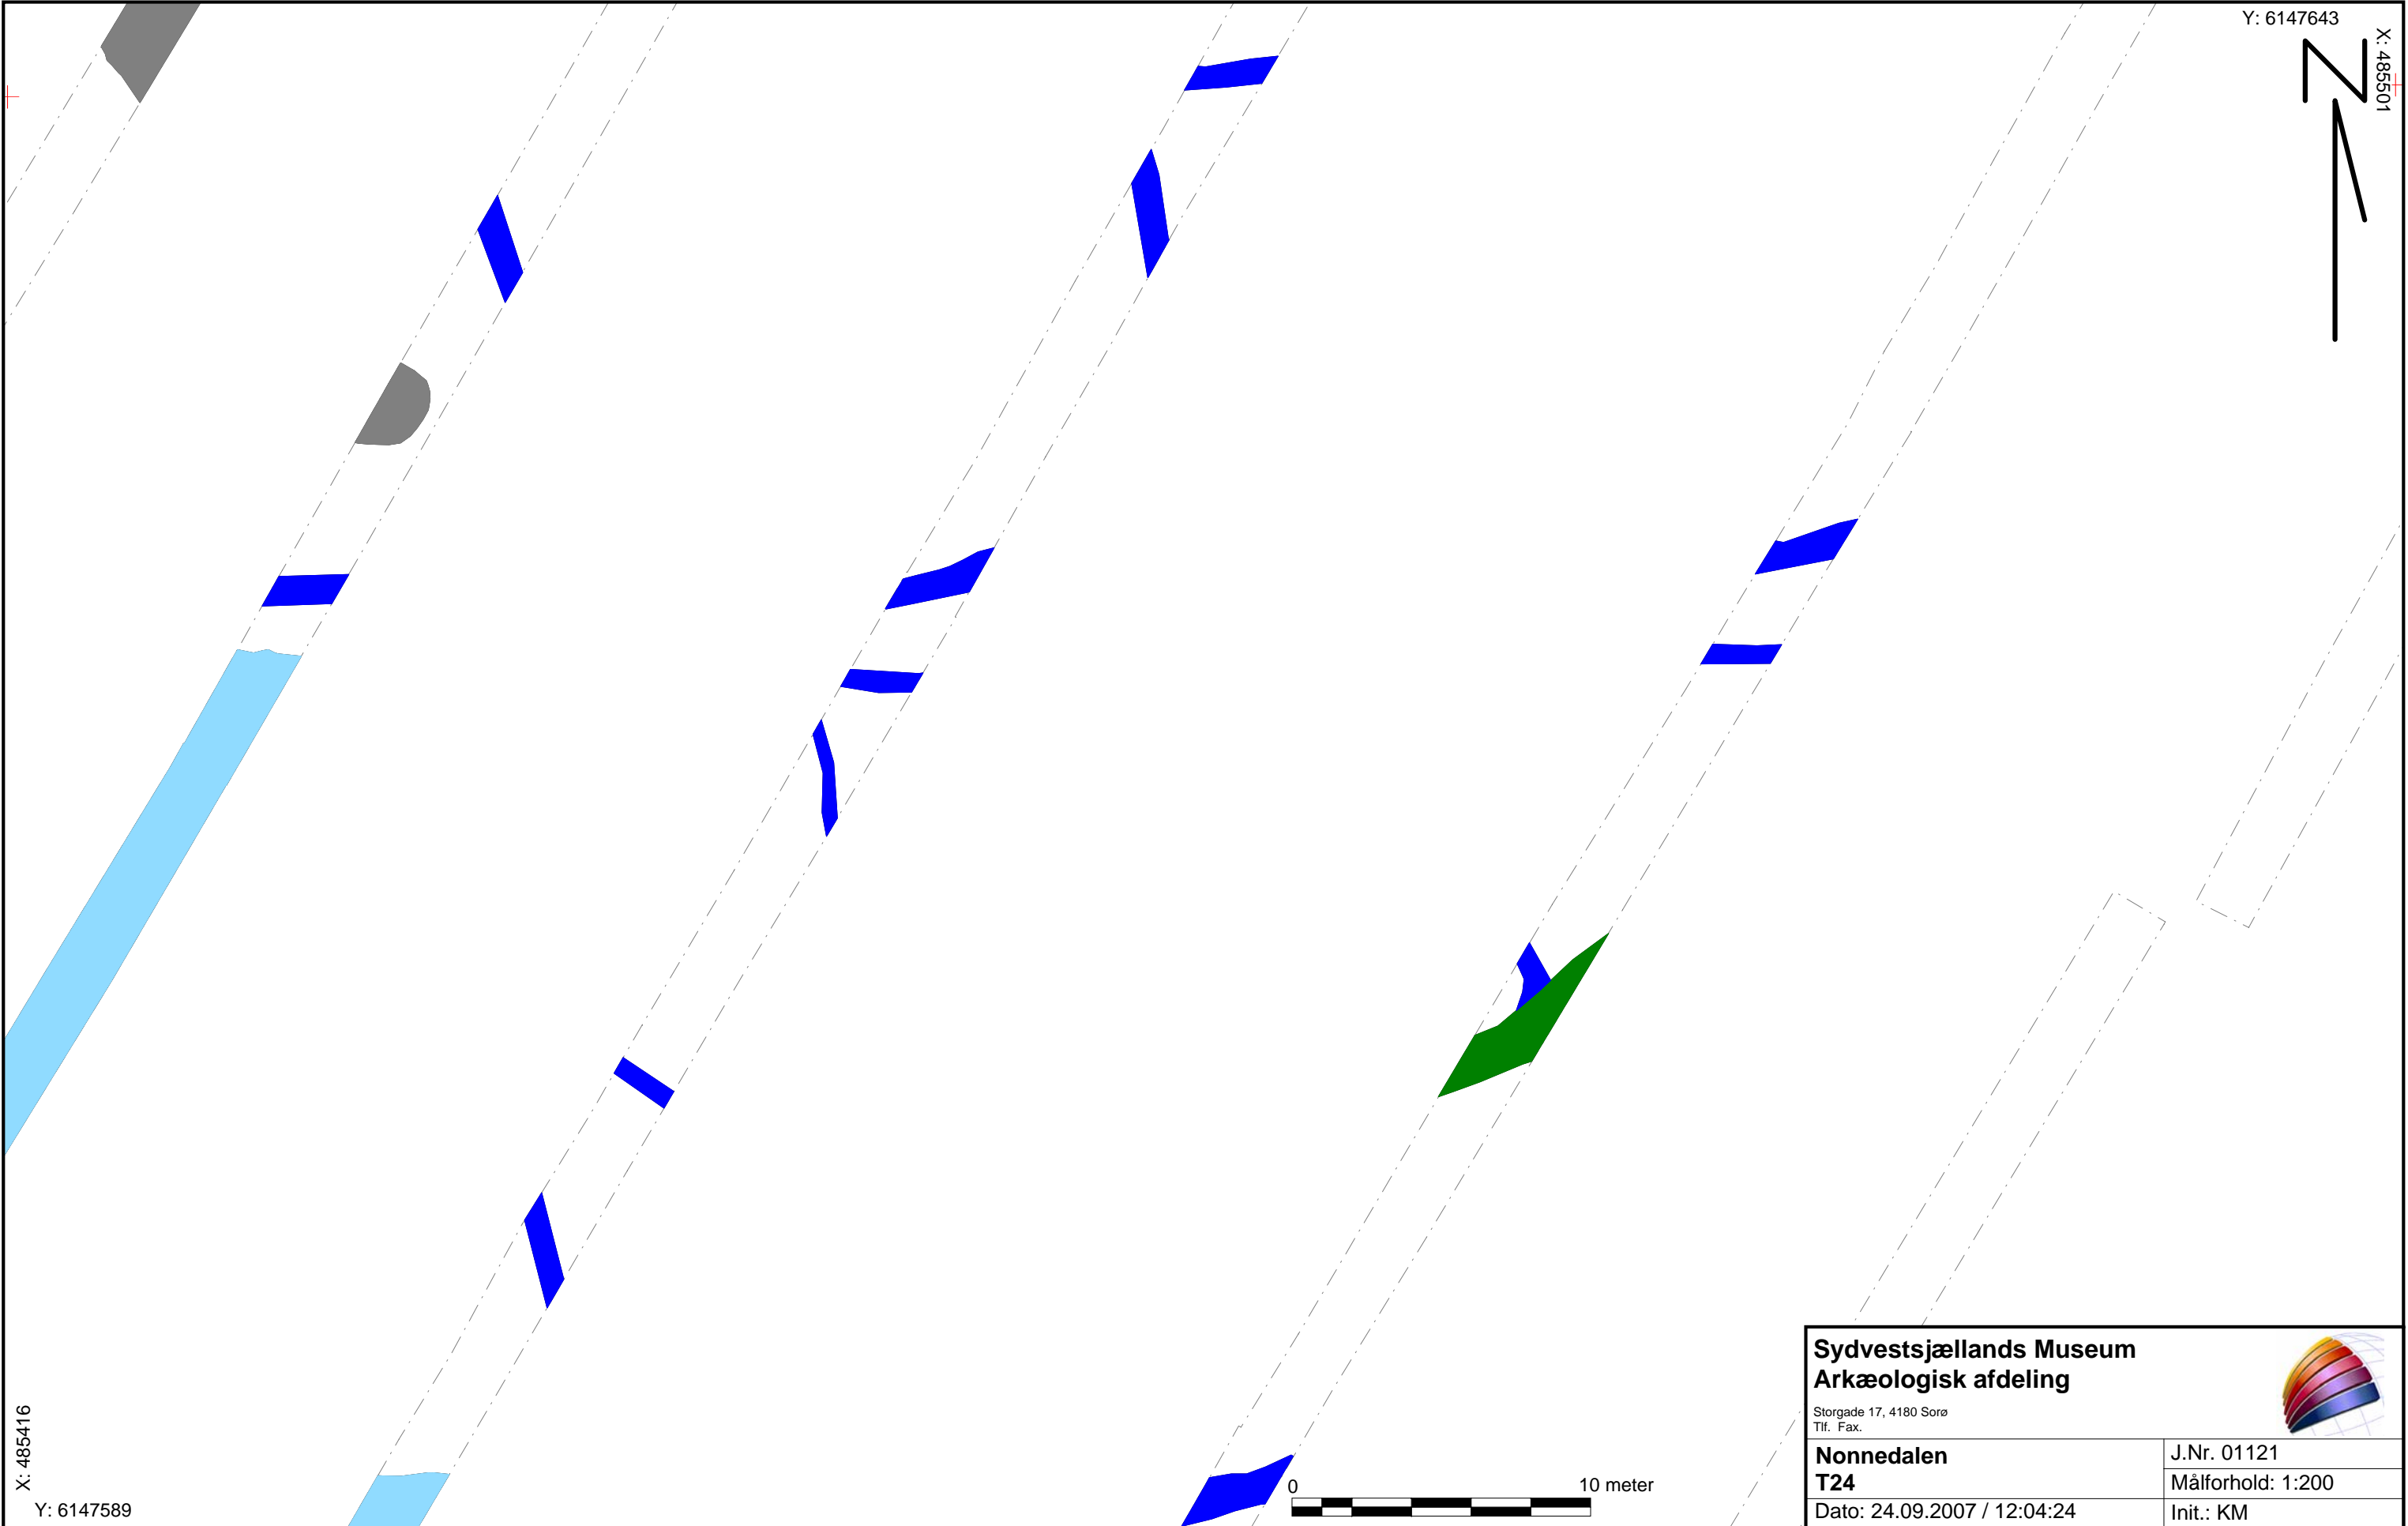 Y: 6147643
X: 485501
X: 485416
Y: 6147589
0 10 meter
Sydvestsjællands Museum
Arkæologisk afdeling
Storgade 17, 4180 Sorø
Tlf. Fax.
Nonnedalen
T24
J.Nr. 01121
Målforhold: 1:200
Dato: 24.09.2007 / 12:04:24
Init.: KM